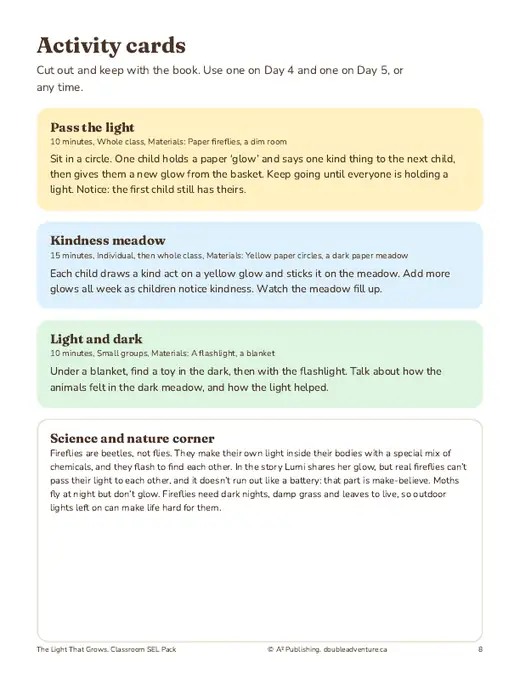 Activity cards
Cut out and keep with the book. Use one on Day 4 and one on Day 5, or
any time.
Pass the light
10 minutes, Whole class, Materials: Paper fireflies, a dim room
Sit in a circle. One child holds a paper ‘glow’ and says one kind thing to the next child,
then gives them a new glow from the basket. Keep going until everyone is holding a
light. Notice: the first child still has theirs.
Kindness meadow
15 minutes, Individual, then whole class, Materials: Yellow paper circles, a dark paper meadow
Each child draws a kind act on a yellow glow and sticks it on the meadow. Add more
glows all week as children notice kindness. Watch the meadow fill up.
Light and dark
10 minutes, Small groups, Materials: A flashlight, a blanket
Under a blanket, find a toy in the dark, then with the flashlight. Talk about how the
animals felt in the dark meadow, and how the light helped.
Science and nature corner
Fireflies are beetles, not flies. They make their own light inside their bodies with a special mix of
chemicals, and they flash to find each other. In the story Lumi shares her glow, but real fireflies can’t
pass their light to each other, and it doesn’t run out like a battery: that part is make-believe. Moths
fly at night but don’t glow. Fireflies need dark nights, damp grass and leaves to live, so outdoor
lights left on can make life hard for them.
The Light That Grows. Classroom SEL Pack
© A² Publishing. doubleadventure.ca
8